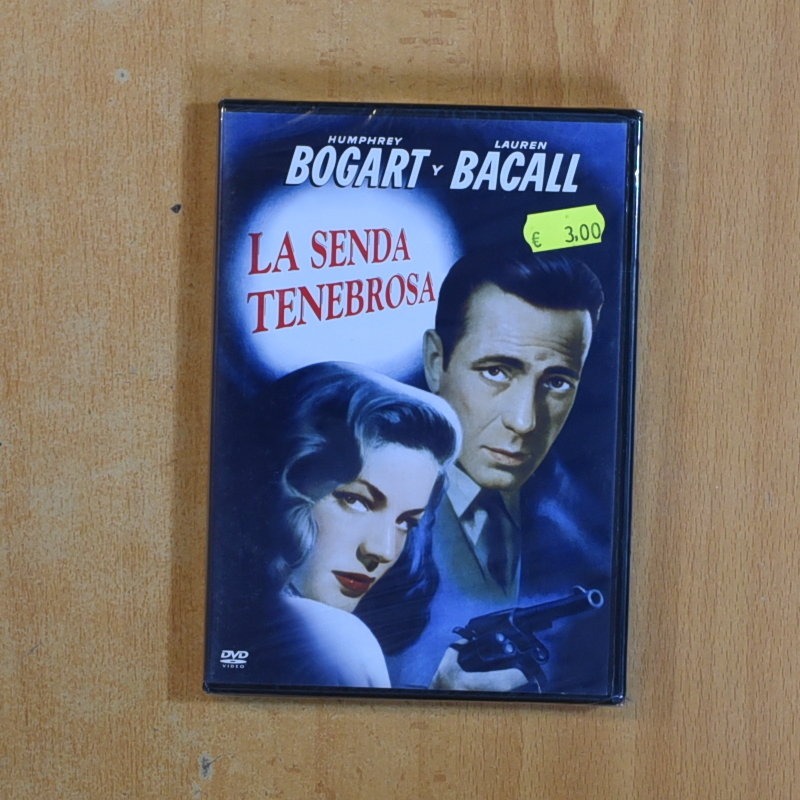 HUMPHREY LAUREN
BOGART Y BACALL
€ 3,00
LA SENDA
TENEBROSA
DVD
VIDEO